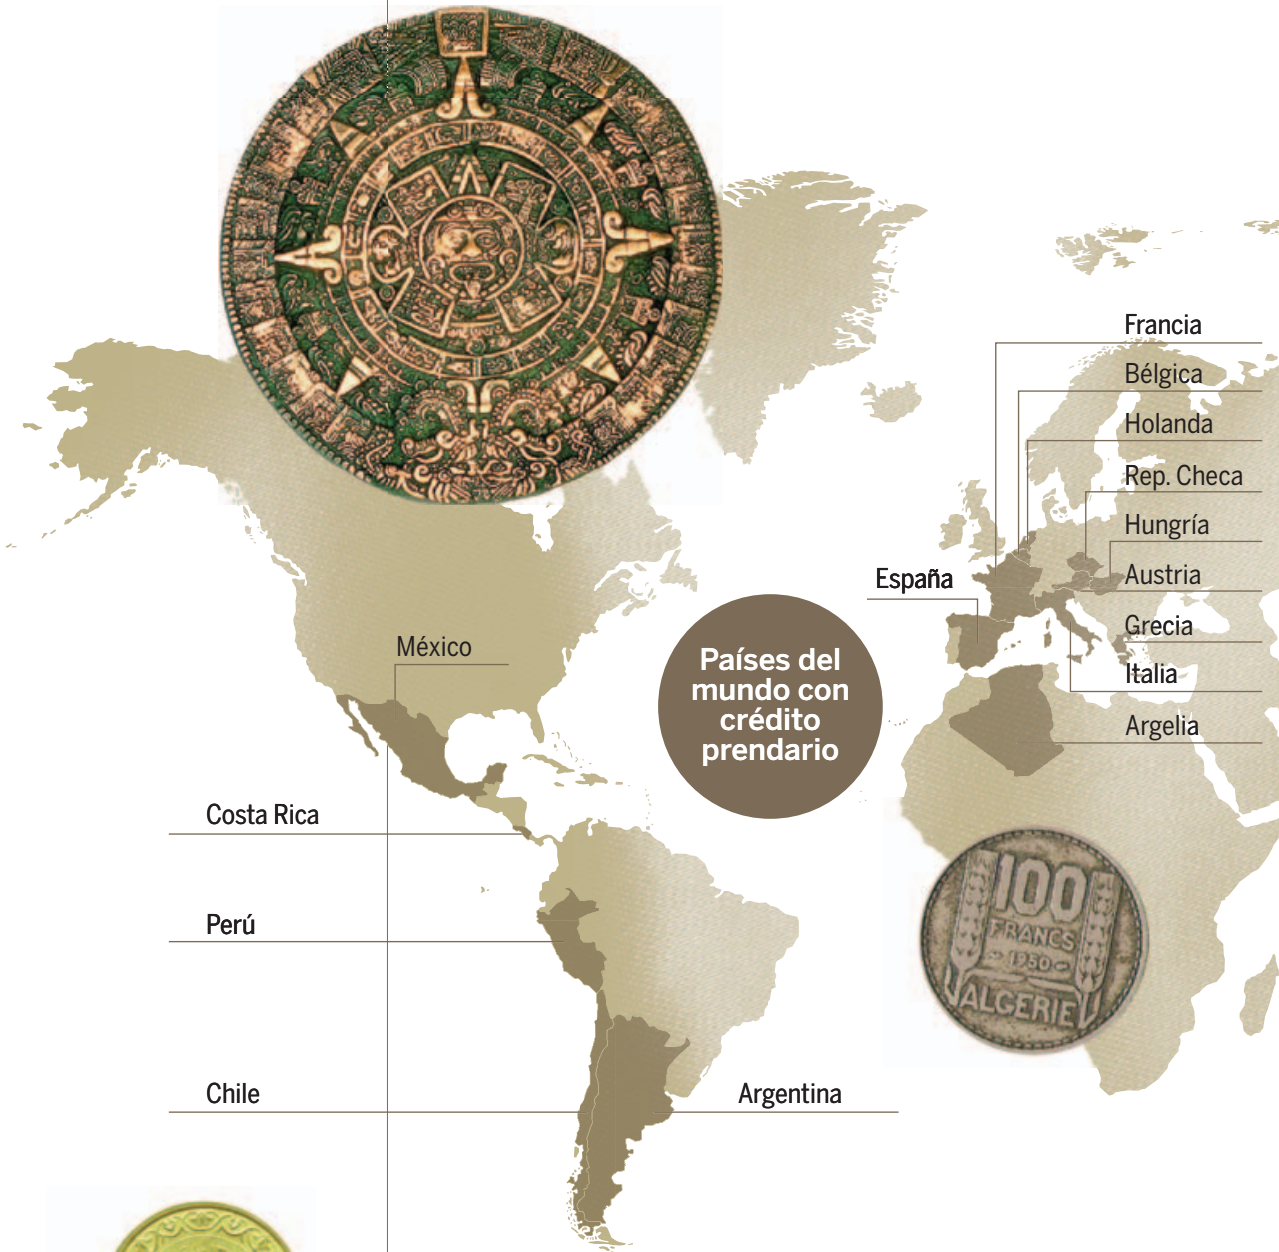 Francia
Bélgica
Holanda
Rep. Checa
Hungría
España
Austria
Grecia
México
Países del
mundo con
crédito
prendario
Italia
Argelia
Costa Rica
Perú
100
FRANCS
1950
ALGERIE
Chile
Argentina